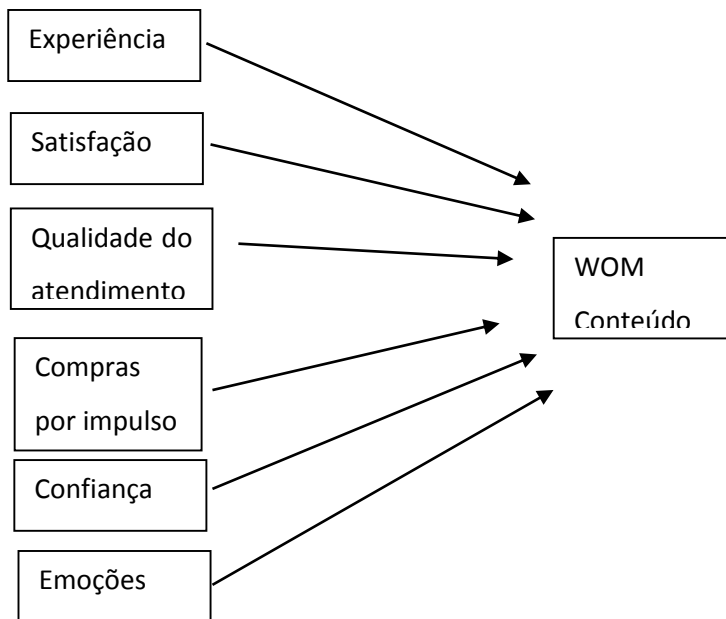 Experiência
Satisfação
Qualidade do
atendimento
WOM
Conteúdo
Compras
por impulso
Confiança
Emoções